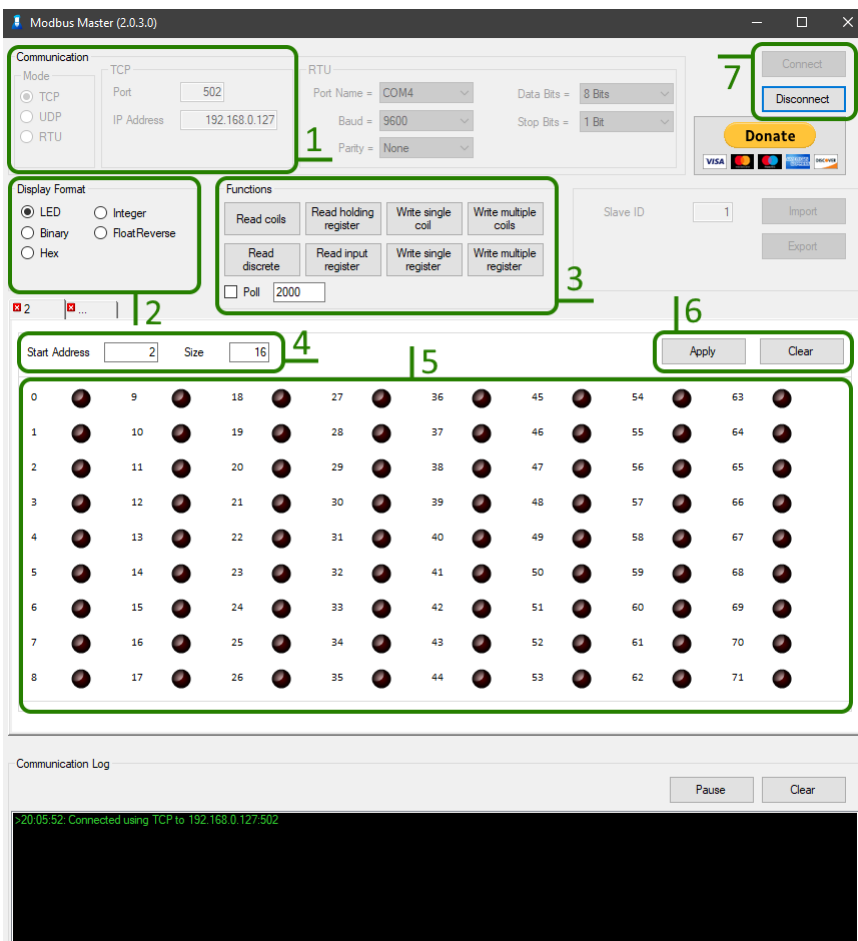 Modbus Master (2.0.3.0)
Communication
Mode
TCP
UDP
RTU
TCP
Port 502
IP Address 192.168.0.127
1
RTU
Port Name = COM4
Baud = 9600
Parity = None
Data Bits = 8 Bits
Stop Bits = 1 Bit
7
Connect
Disconnect
Donate
VISA DISCOVER
Display Format
LED Integer
Binary FloatReverse
Hex
2
Functions
Read coils
Read holding
register
Write single
coil
Write multiple
coils
Read
discrete
Read input
register
Write single
register
Write multiple
register
Poll 2000
3
Slave ID 1
Import
Export
2 ...
Start Address 2 Size 16
4
5
6
Apply Clear
0 9 18 27 36 45 54 63
1 10 19 28 37 46 55 64
2 11 20 29 38 47 56 65
3 12 21 30 39 48 57 66
4 13 22 31 40 49 58 67
5 14 23 32 41 50 59 68
6 15 24 33 42 51 60 69
7 16 25 34 43 52 61 70
8 17 26 35 44 53 62 71
Communication Log
Pause Clear
>20:05:52: Connected using TCP to 192.168.0.127:502